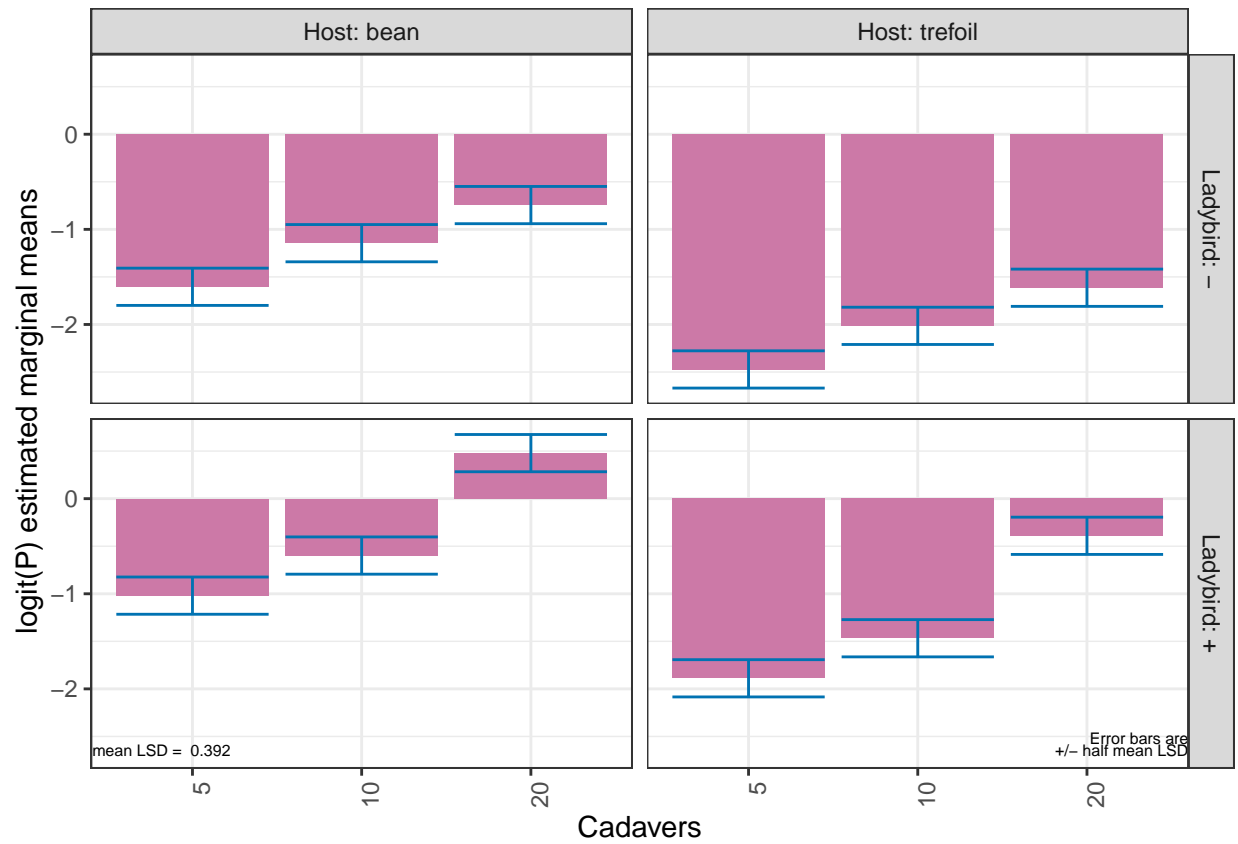 Host: bean
Host: trefoil
logit(P) estimated marginal means
0
−1
−2
Ladybird: −
0
−1
−2
Ladybird: +
mean LSD = 0.392
Error bars are
+/− half mean LSD
5
10
20
5
10
20
Cadavers